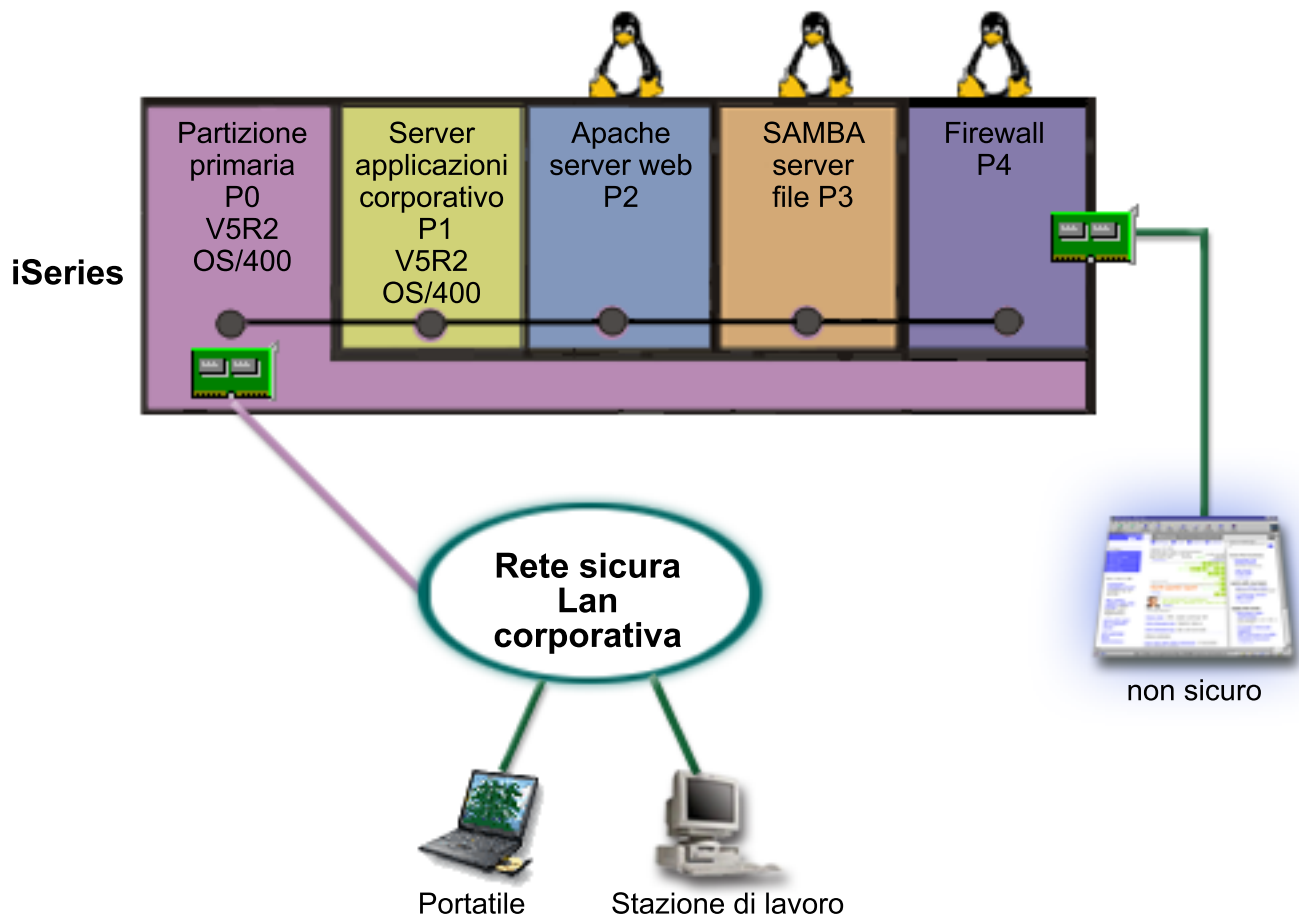 Partizione
primaria
P0
V5R2
OS/400
Server
applicazioni
corporativo
P1
V5R2
OS/400
Apache
server web
P2
SAMBA
server
file P3
Firewall
P4
iSeries
Rete sicura
Lan
corporativa
non sicuro
Portatile
Stazione di lavoro